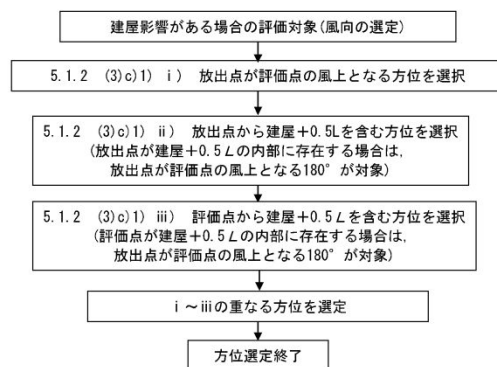 建屋影響がある場合の評価対象(風向の選定)
5.1.2 (3)c)1) ⅰ) 放出点が評価点の風上となる方位を選択
5.1.2 (3)c)1) ⅱ) 放出点から建屋+0.5Lを含む方位を選択
(放出点が建屋+0.5Lの内部に存在する場合は,
放出点が評価点の風上となる180°が対象)
5.1.2 (3)c)1) ⅲ) 評価点から建屋+0.5Lを含む方位を選択
(評価点が建屋+0.5Lの内部に存在する場合は,
放出点が評価点の風上となる180°が対象)
ⅰ~ⅲの重なる方位を選定
方位選定終了